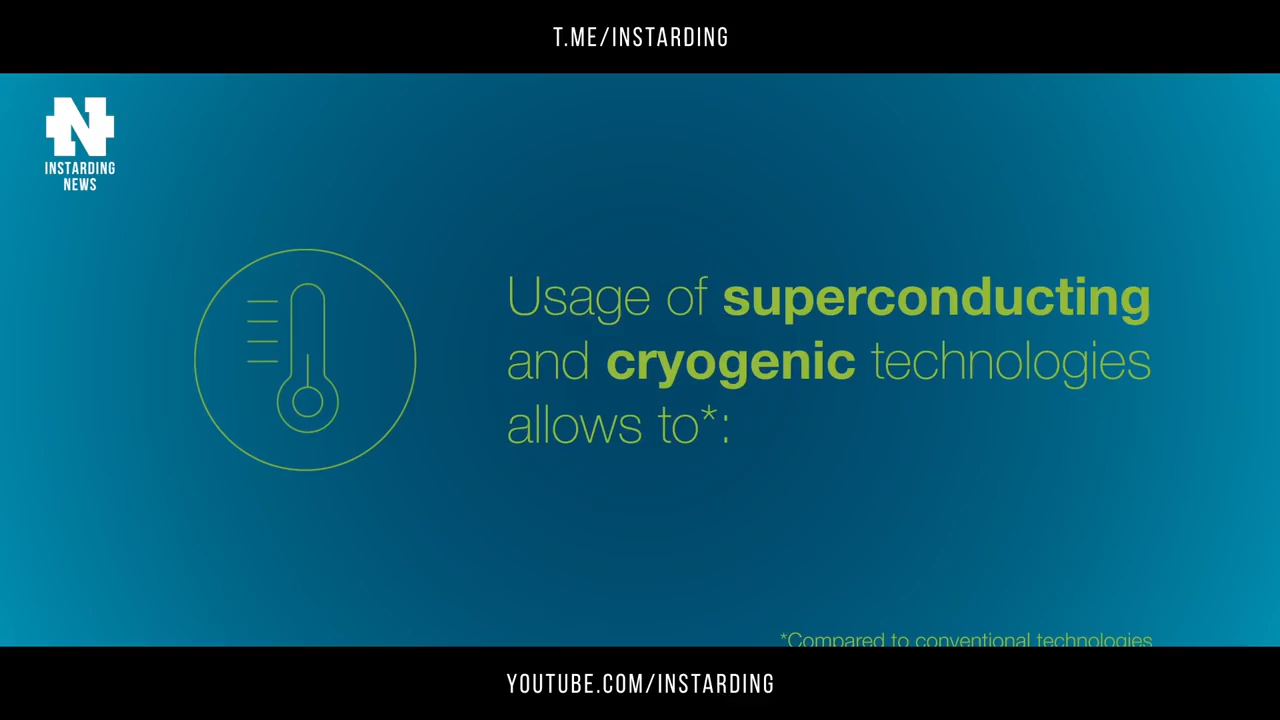 T.ME/INSTARDING
INSTARDING
NEWS
Usage of superconducting
and cryogenic technologies
allows to*:
*Compared to conventional technologies
YOUTUBE.COM/INSTARDING